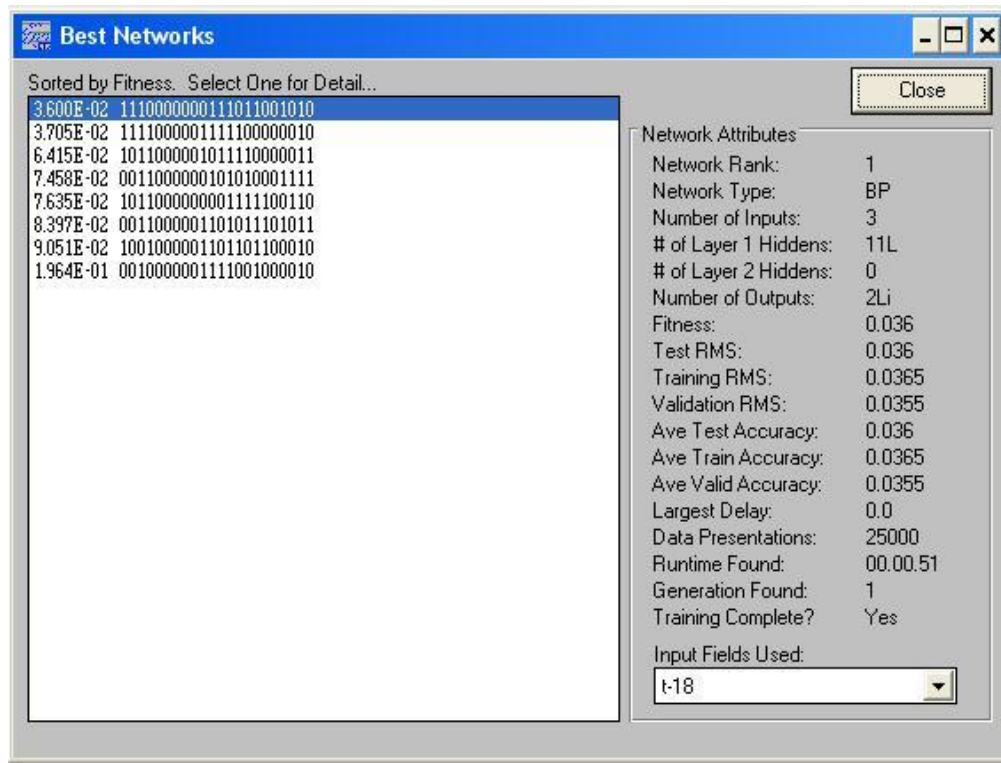 Best Networks
Sorted by Fitness. Select One for Detail...
Close
3.600E-02 1110000000111011001010
3.705E-02 1111000001111100000010
6.415E-02 1011000001011110000011
7.458E-02 0011000000101010001111
7.635E-02 1011000000001111100110
8.397E-02 0011000001101011101011
9.051E-02 1001000001101101100010
1.964E-01 0010000001111001000010
Network Attributes
Network Rank: 1
Network Type: BP
Number of Inputs: 3
# of Layer 1 Hiddens: 11L
# of Layer 2 Hiddens: 0
Number of Outputs: 2Li
Fitness: 0.036
Test RMS: 0.036
Training RMS: 0.0365
Validation RMS: 0.0355
Ave Test Accuracy: 0.036
Ave Train Accuracy: 0.0365
Ave Valid Accuracy: 0.0355
Largest Delay: 0.0
Data Presentations: 25000
Runtime Found: 00.00.51
Generation Found: 1
Training Complete? Yes
Input Fields Used:
t-18